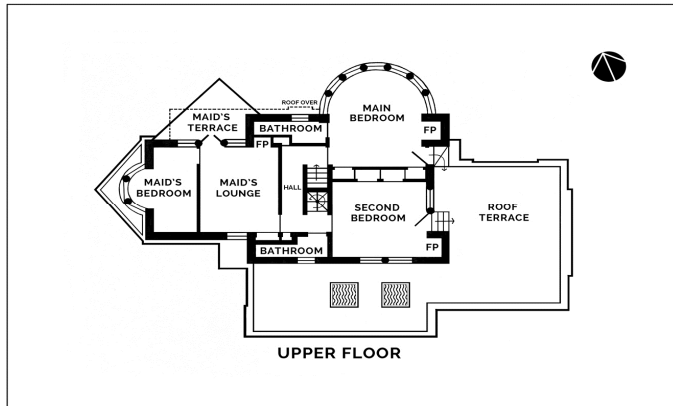 ROOF OVER
MAIN
BEDROOM
MAID'S
TERRACE
BATHROOM
FP
FP
MAID'S
BEDROOM
MAID'S
LOUNGE
HALL
SECOND
BEDROOM
ROOF
TERRACE
BATHROOM
FP
UPPER FLOOR